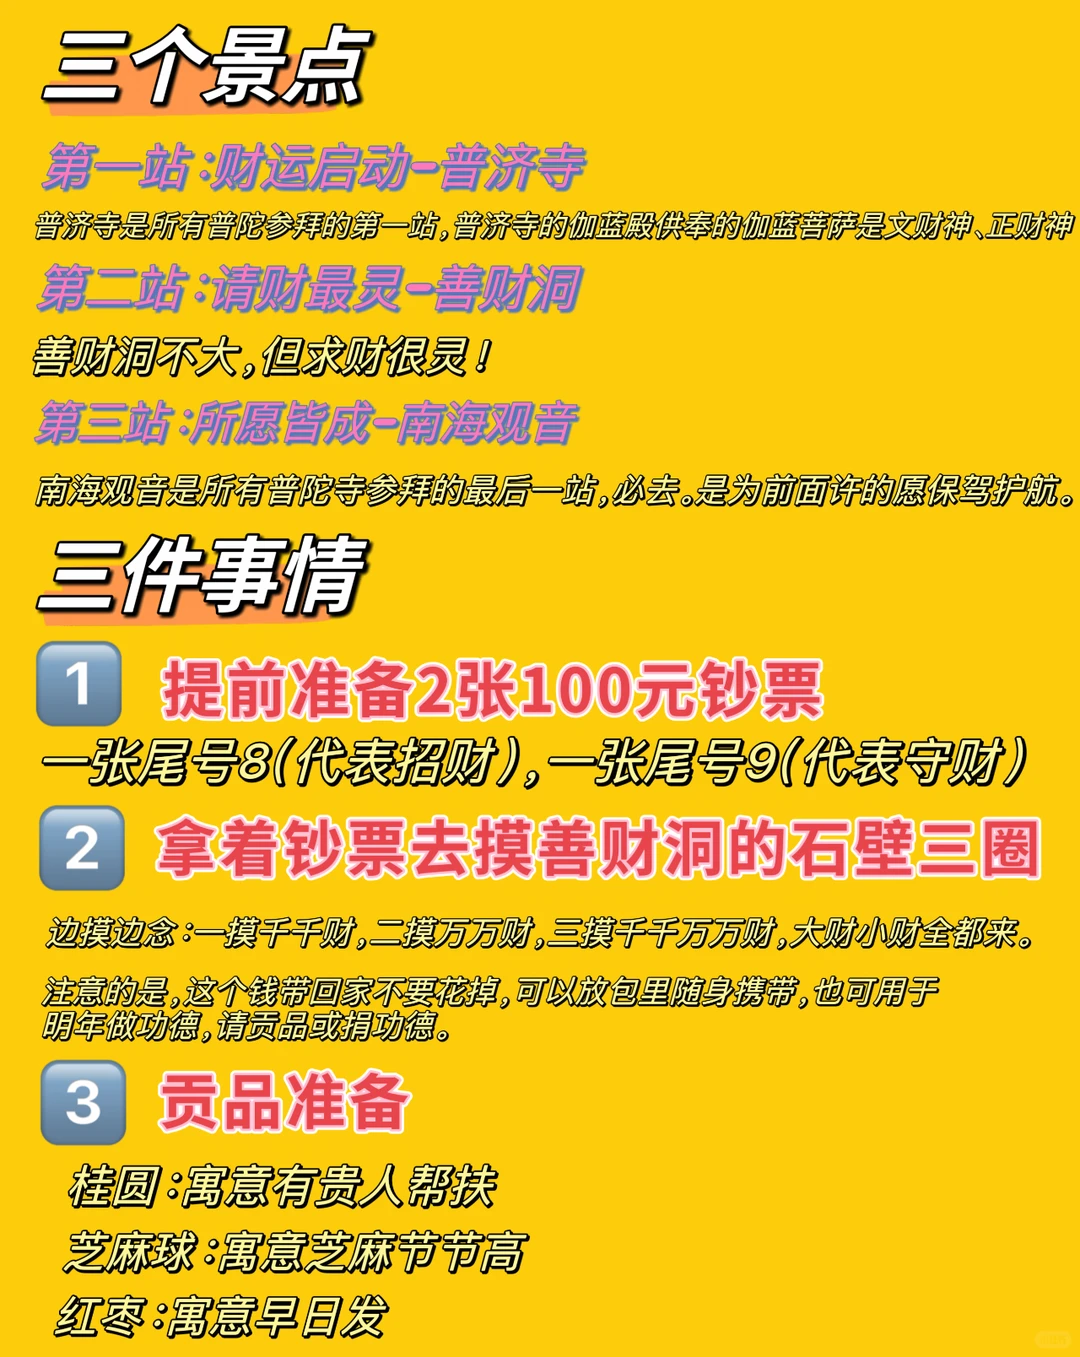 三个景点
第一站:财运启动-普济寺
普济寺是所有普陀参拜的第一站,普济寺的伽蓝殿供奉的伽蓝菩萨是文财神、正财神
第二站:请财最灵-善财洞
善财洞不大,但求财很灵!
第三站:所愿皆成-南海观音
南海观音是所有普陀寺参拜的最后一站,必去。是为前面许的愿保驾护航。
三件事情
1 提前准备2张100元钞票
一张尾号8(代表招财),一张尾号9(代表守财)
2 拿着钞票去摸善财洞的石壁三圈
边摸边念:一摸千千财,二摸万万财,三摸千千万万财,大财小财全都来。
注意的是,这个钱带回家不要花掉,可以放包里随身携带,也可用于
明年做功德,请贡品或捐功德。
3 贡品准备
桂圆:寓意有贵人帮扶
芝麻球:寓意芝麻节节高
红枣:寓意早日发